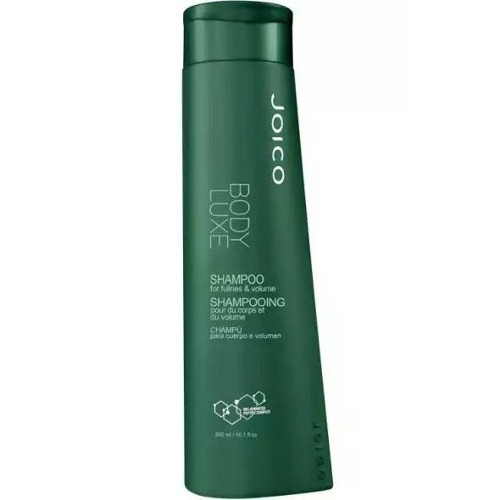 JOICO
BODY
LUXE
SHAMPOO
for fullnes & volume
SHAMPOOING
pour du corps et
du volume
CHAMPÚ
para cuerpo e volumen
300 ml / 10.1 fl oz
joico